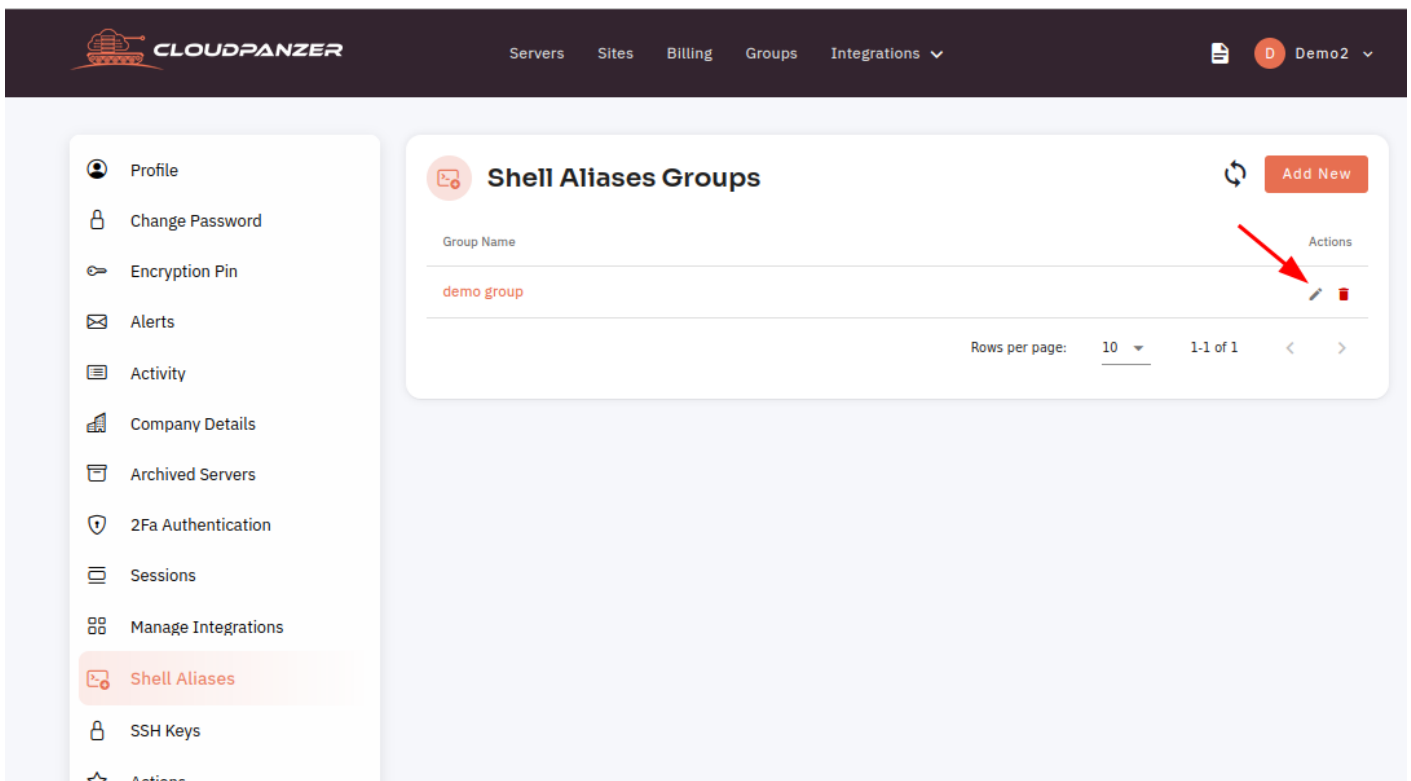 CLOUDPANZER
Servers Sites Billing Groups Integrations
D Demo2
Profile
Change Password
Encryption Pin
Alerts
Activity
Company Details
Archived Servers
2Fa Authentication
Sessions
Manage Integrations
Shell Aliases
SSH Keys
Actions
Shell Aliases Groups
Add New
Group Name Actions
demo group
Rows per page: 10 1-1 of 1